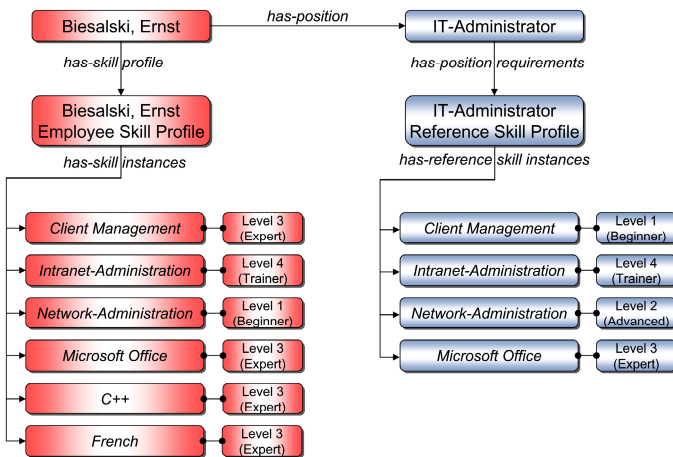 Biesalski, Ernst
has-position
IT-Administrator
has-skill profile
has-position requirements
Biesalski, Ernst
Employee Skill Profile
IT-Administrator
Reference Skill Profile
has-skill instances
has-reference skill instances
Client Management
Level 3
(Expert)
Intranet-Administration
Level 4
(Trainer)
Network-Administration
Level 1
(Beginner)
Microsoft Office
Level 3
(Expert)
C++
Level 3
(Expert)
French
Level 3
(Expert)
Client Management
Level 1
(Beginner)
Intranet-Administration
Level 4
(Trainer)
Network-Administration
Level 2
(Advanced)
Microsoft Office
Level 3
(Expert)